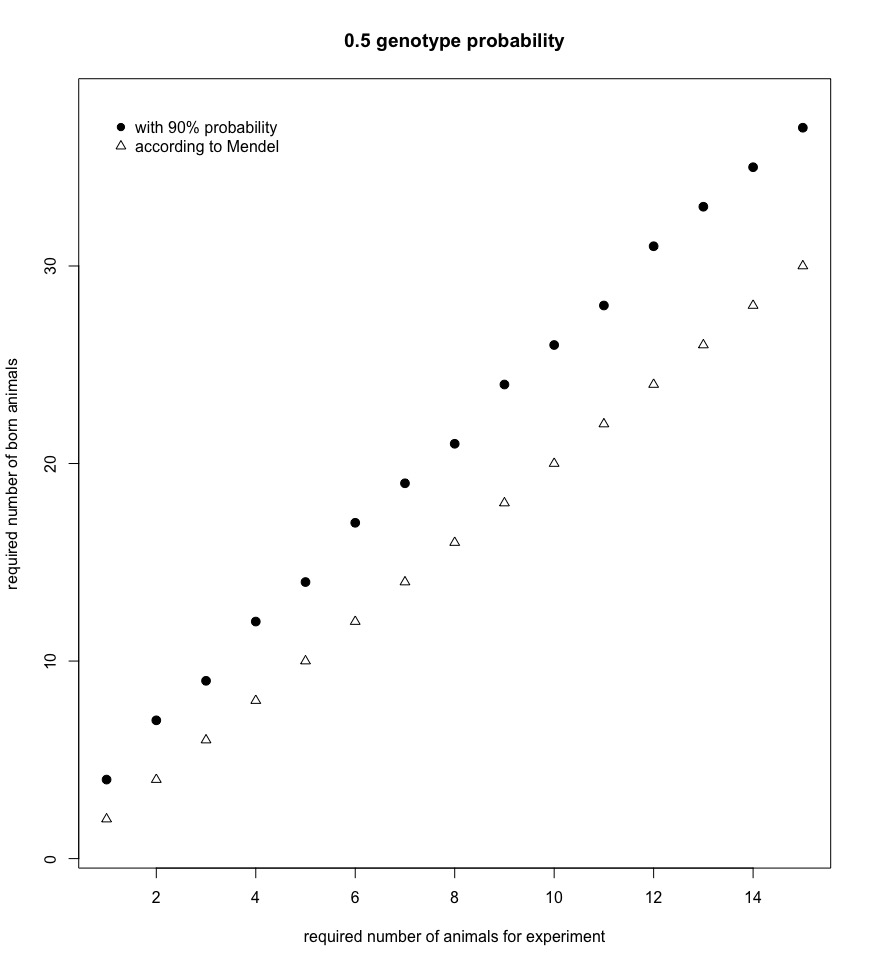 0.5 genotype probability
with 90% probability
according to Mendel
required number of born animals
30
20
10
0
2 4 6 8 10 12 14
required number of animals for experiment